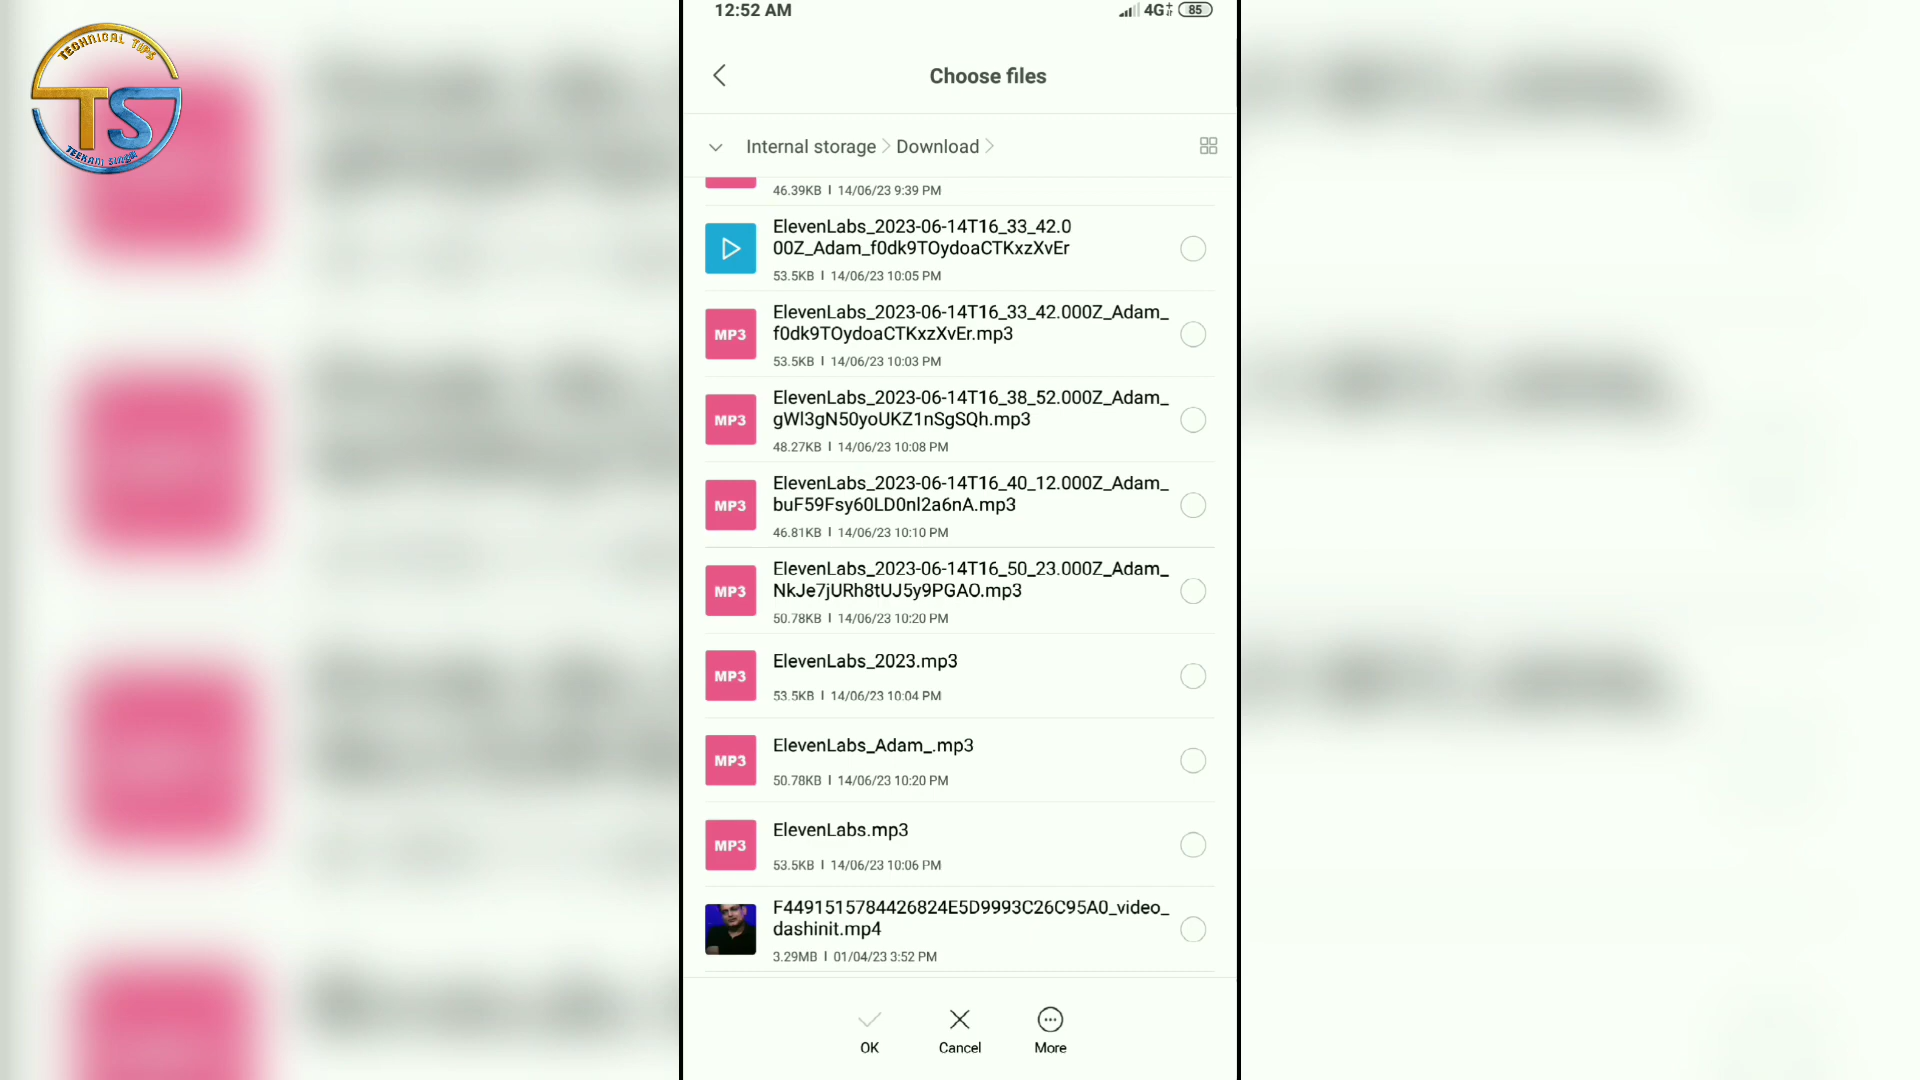 TECHNICAL TIPS
TS
12:52 AM
4G
85
Choose files
Internal storage
Download
46.39KB I 14/06/23 9:39 PM
ElevenLabs_2023-06-14T16_33_42.0
00Z_Adam_f0dk9TOydoaCTKxzXvEr
53.5KB I 14/06/23 10:05 PM
MP3
ElevenLabs_2023-06-14T16_33_42.000Z_Adam_
f0dk9TOydoaCTKxzXvEr.mp3
53.5KB I 14/06/23 10:03 PM
MP3
ElevenLabs_2023-06-14T16_38_52.000Z_Adam_
gWl3gN50yoUKZ1nSgSQh.mp3
48.27KB I 14/06/23 10:08 PM
MP3
ElevenLabs_2023-06-14T16_40_12.000Z_Adam_
buF59Fsy60LD0nl2a6nA.mp3
46.81KB I 14/06/23 10:10 PM
MP3
ElevenLabs_2023-06-14T16_50_23.000Z_Adam_
NkJe7jURh8tUJ5y9PGAO.mp3
50.78KB I 14/06/23 10:20 PM
MP3
ElevenLabs_2023.mp3
53.5KB I 14/06/23 10:04 PM
MP3
ElevenLabs_Adam_.mp3
50.78KB I 14/06/23 10:20 PM
MP3
ElevenLabs.mp3
53.5KB I 14/06/23 10:06 PM
F4491515784426824E5D9993C26C95A0_video_
dashinit.mp4
3.29MB I 01/04/23 3:52 PM
OK
Cancel
More